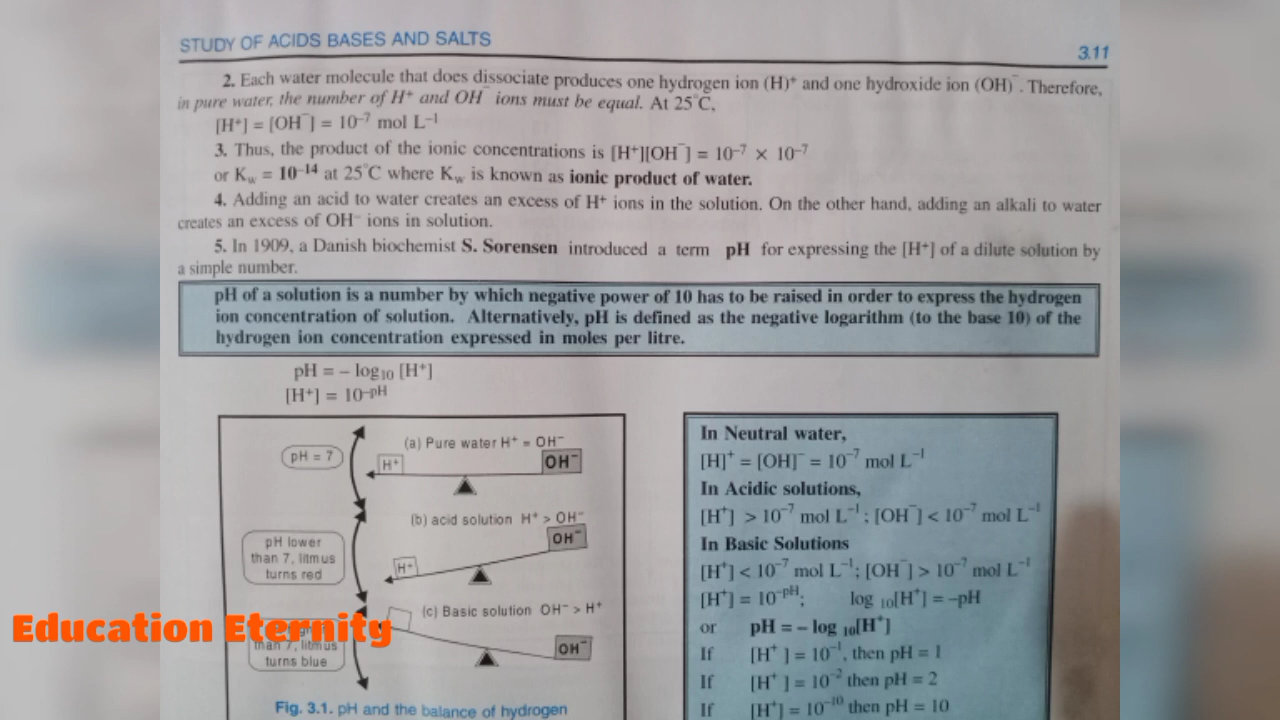 STUDY OF ACIDS BASES AND SALTS
3.11
2. Each water molecule that does dissociate produces one hydrogen ion (H)⁺ and one hydroxide ion (OH)⁻. Therefore,
in pure water, the number of H⁺ and OH⁻ ions must be equal. At 25°C,
[H⁺] = [OH⁻] = 10⁻⁷ mol L⁻¹
3. Thus, the product of the ionic concentrations is [H⁺][OH⁻] = 10⁻⁷ × 10⁻⁷
or K_w = 10⁻¹⁴ at 25°C where K_w is known as ionic product of water.
4. Adding an acid to water creates an excess of H⁺ ions in the solution. On the other hand, adding an alkali to water
creates an excess of OH⁻ ions in solution.
5. In 1909, a Danish biochemist S. Sorensen introduced a term pH for expressing the [H⁺] of a dilute solution by
a simple number.
pH of a solution is a number by which negative power of 10 has to be raised in order to express the hydrogen
ion concentration of solution. Alternatively, pH is defined as the negative logarithm (to the base 10) of the
hydrogen ion concentration expressed in moles per litre.
pH = – log₁₀ [H⁺]
[H⁺] = 10⁻ᵖᴴ
(a) Pure water H⁺ = OH⁻
pH = 7
H⁺
OH⁻
(b) acid solution H⁺ > OH⁻
pH lower
than 7, litmus
turns red
H⁺
OH⁻
(c) Basic solution OH⁻ > H⁺
than 7, litmus
turns blue
OH⁻
Fig. 3.1. pH and the balance of hydrogen
In Neutral water,
[H]⁺ = [OH]⁻ = 10⁻⁷ mol L⁻¹
In Acidic solutions,
[H⁺] > 10⁻⁷ mol L⁻¹; [OH⁻] < 10⁻⁷ mol L⁻¹
In Basic Solutions
[H⁺] < 10⁻⁷ mol L⁻¹; [OH⁻] > 10⁻⁷ mol L⁻¹
[H⁺] = 10⁻ᵖᴴ; log ₁₀[H⁺] = –pH
or pH = – log ₁₀[H⁺]
If [H⁺] = 10⁻¹, then pH = 1
If [H⁺] = 10⁻² then pH = 2
If [H⁺] = 10⁻¹⁰ then pH = 10
Education Eternity